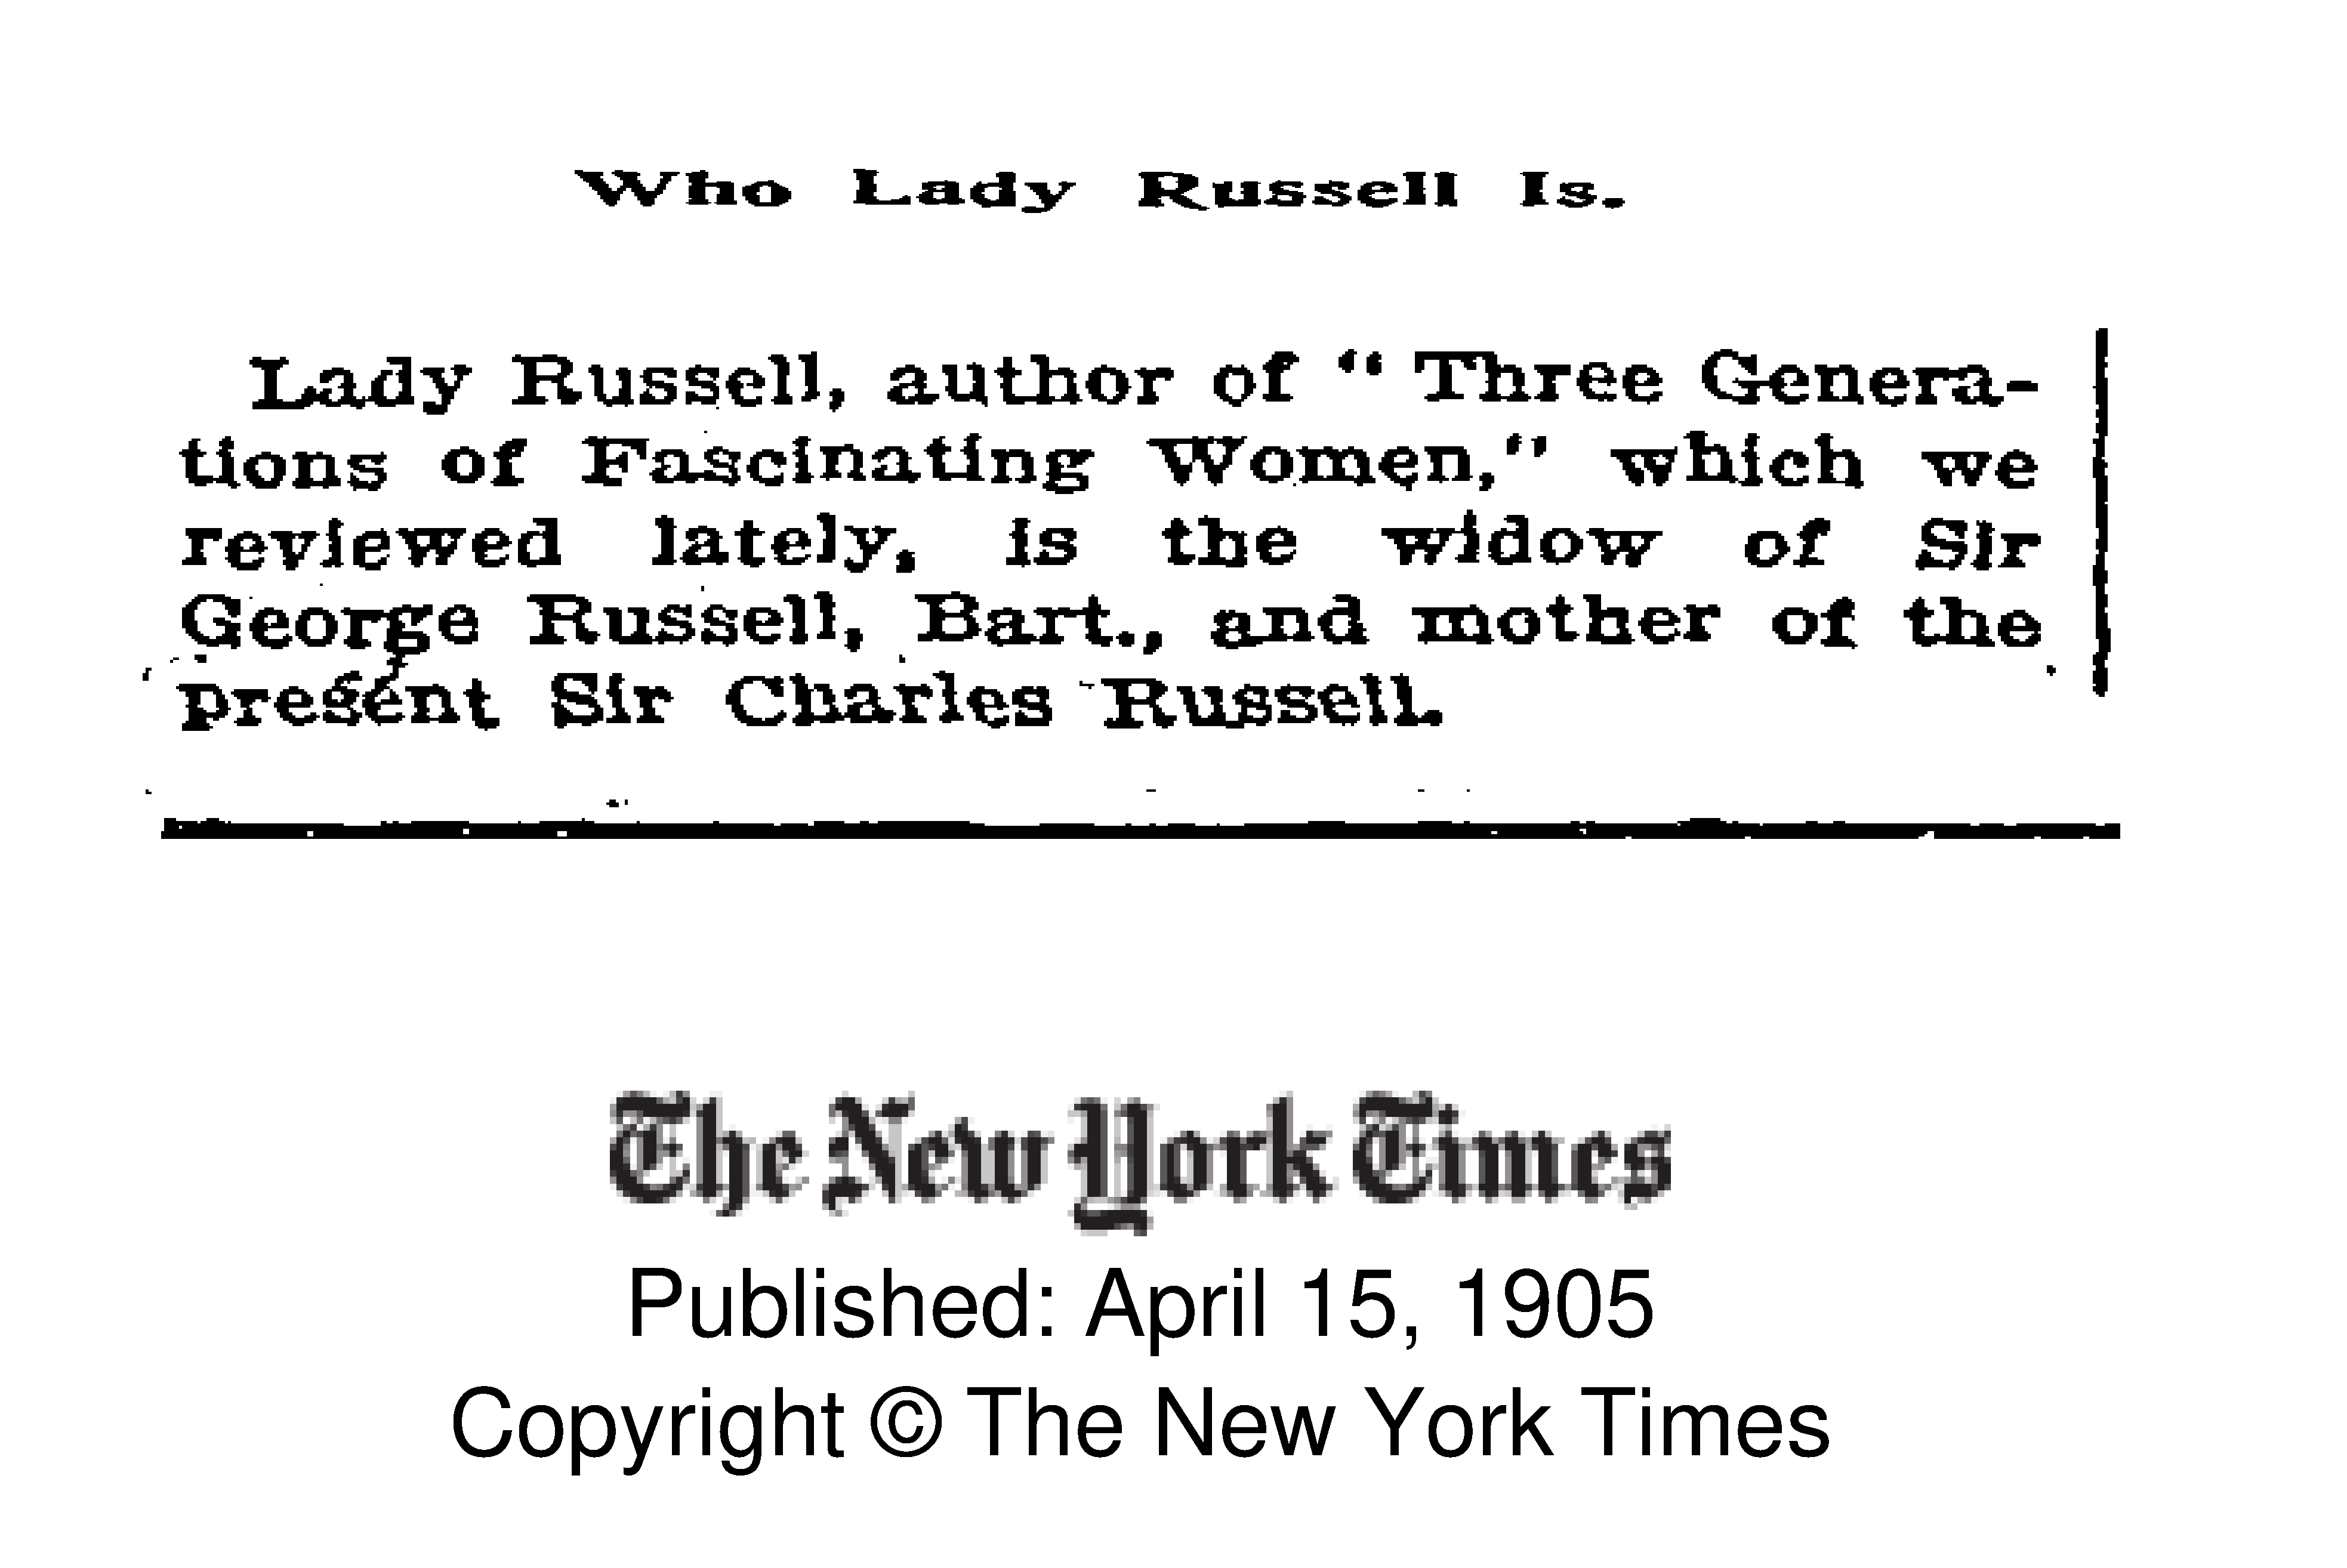 Who Lady Russell Is.
Lady Russell, author of " Three Genera-
tions of Fascinating Women," which we
reviewed lately, is the widow of Sir
George Russell, Bart., and mother of the
present Sir Charles Russell.
The New York Times
Published: April 15, 1905
Copyright © The New York Times